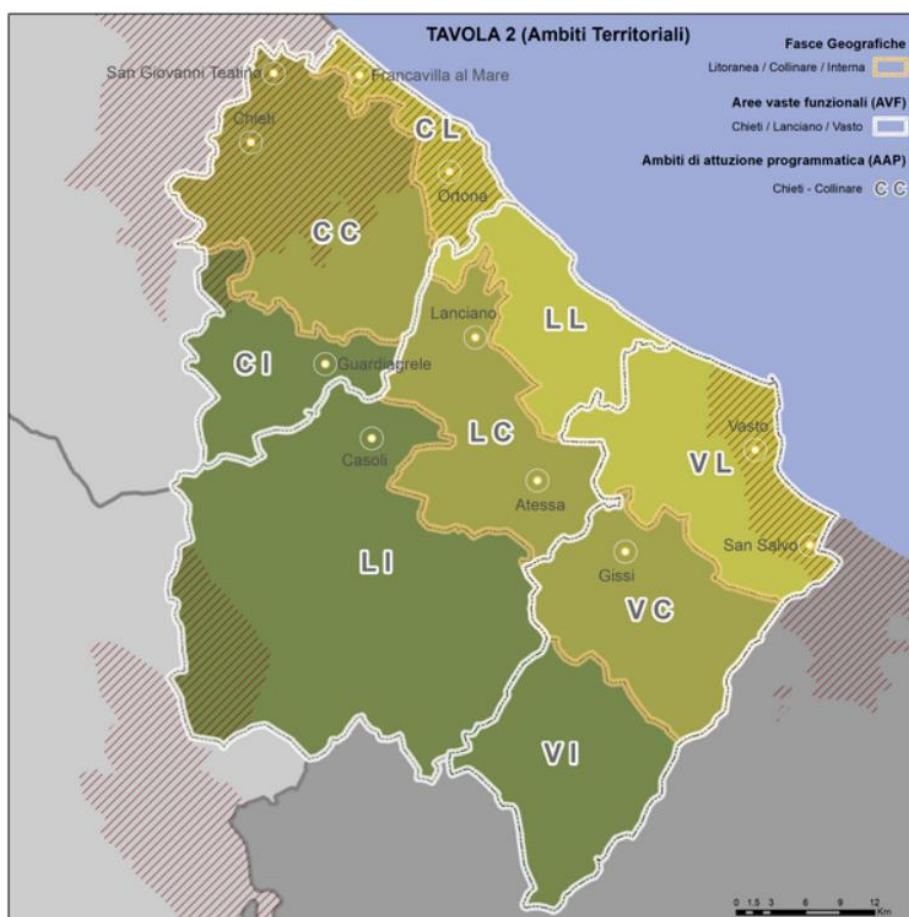 TAVOLA 2 (Ambiti Territoriali)
Fasce Geografiche
Litoranea / Collinare / Interna
Aree vaste funzionali (AVF)
Chieti / Lanciano / Vasto
Ambiti di attuzione programmatica (AAP)
Chieti - Collinare C C
San Giovanni Teatino
Francavilla al Mare
Chieti
C L
Ortona
C C
Lanciano
L L
C I
Guardiagrele
L C
Casoli
Vasto
V L
Atessa
San Salvo
L I
Gissi
V C
V I
0 1.5 3 6 9 12
Km